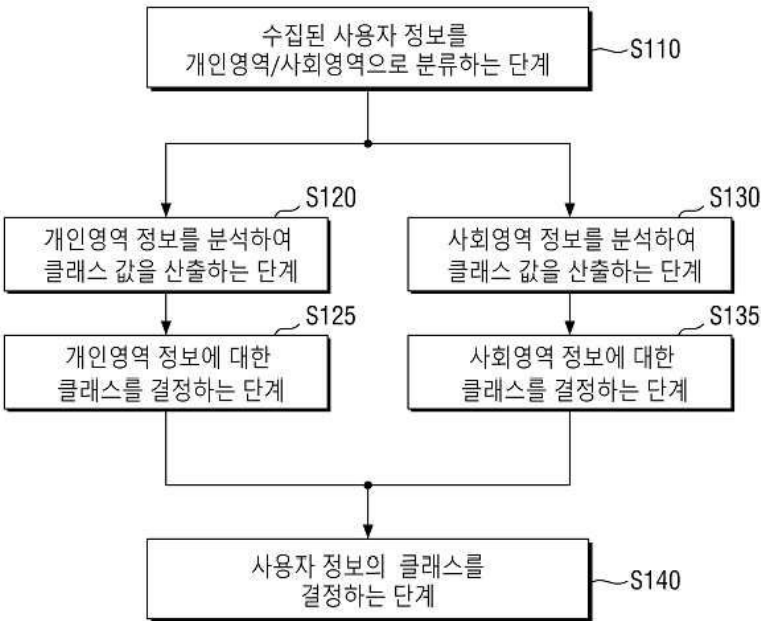 수집된 사용자 정보를
개인영역/사회영역으로 분류하는 단계
S110
S120
개인영역 정보를 분석하여
클래스 값을 산출하는 단계
S130
사회영역 정보를 분석하여
클래스 값을 산출하는 단계
S125
개인영역 정보에 대한
클래스를 결정하는 단계
S135
사회영역 정보에 대한
클래스를 결정하는 단계
사용자 정보의 클래스를
결정하는 단계
S140